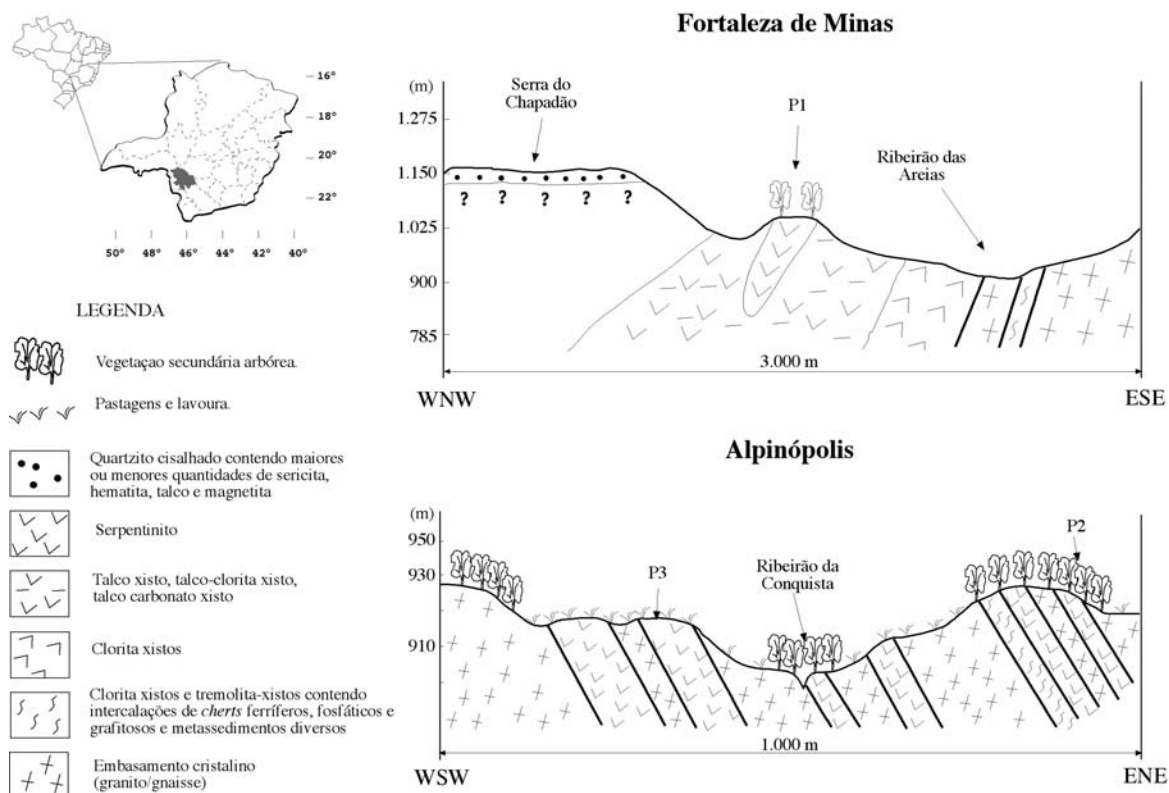 16°
18°
20°
22°
50°
48°
46°
44°
42°
40°
LEGENDA
Vegetaçao secundária arbórea.
Pastagens e lavoura.
Quartzito cisalhado contendo maiores
ou menores quantidades de sericita,
hematita, talco e magnetita
Serpentinito
Talco xisto, talco-clorita xisto,
talco carbonato xisto
Clorita xistos
Clorita xistos e tremolita-xistos contendo
intercalações de cherts ferríferos, fosfáticos e
grafitosos e metassedimentos diversos
Embasamento cristalino
(granito/gnaisse)
Fortaleza de Minas
(m)
1.275
1.150
1.025
900
785
Serra do
Chapadão
P1
Ribeirão das
Areias
? ? ? ? ?
3.000 m
WNW
ESE
Alpinópolis
(m)
950
930
910
P3
Ribeirão da
Conquista
P2
1.000 m
WSW
ENE